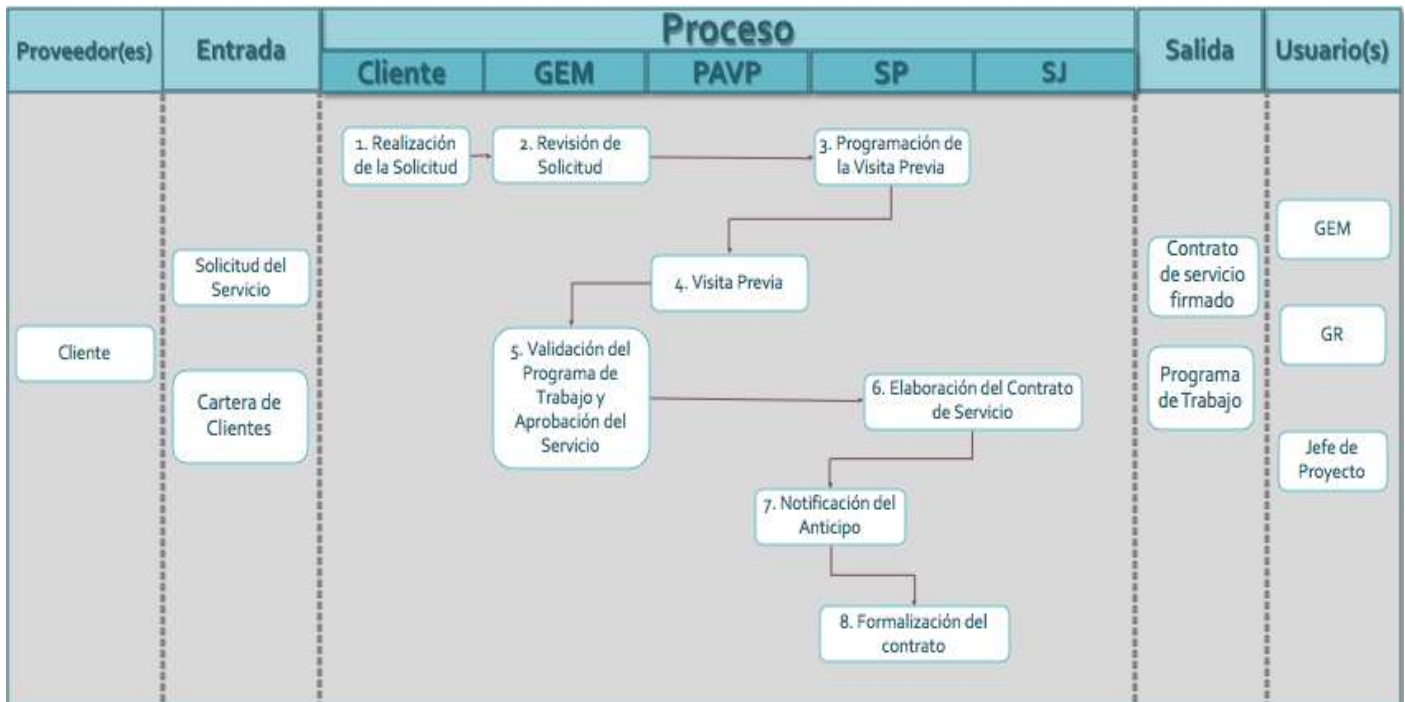 Proveedor(es)
Entrada
Proceso
Salida
Usuario(s)
Cliente
GEM
PAVP
SP
SJ
1. Realización
de la Solicitud
2. Revisión de
Solicitud
3. Programación de
la Visita Previa
4. Visita Previa
5. Validación del
Programa de
Trabajo y
Aprobación del
Servicio
6. Elaboración del Contrato
de Servicio
7. Notificación del
Anticipo
8. Formalización del
contrato
Cliente
Solicitud del
Servicio
Cartera de
Clientes
Contrato
de servicio
firmado
Programa
de Trabajo
GEM
GR
Jefe de
Proyecto